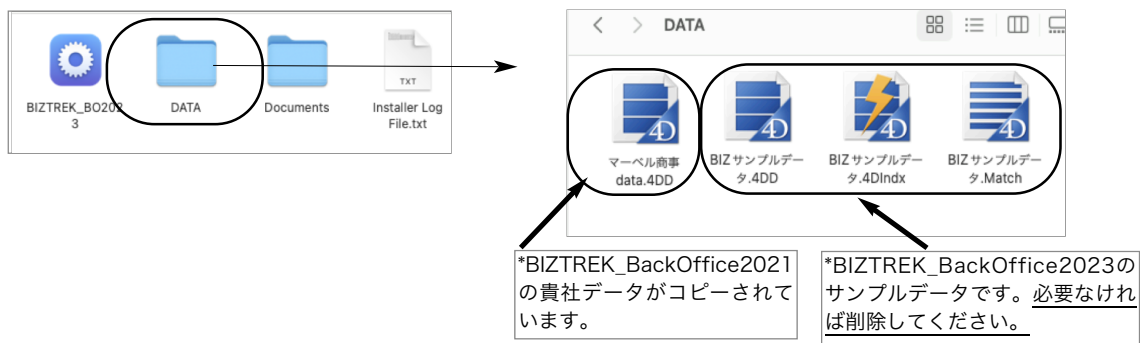 BIZTREK_BO202
3
DATA
Documents
TXT
Installer Log
File.txt
DATA
4D
マーベル商事
data.4DD
4D
BIZサンプルデー
タ.4DD
4D
BIZサンプルデー
タ.4DIndx
4D
BIZサンプルデー
タ.Match
*BIZTREK_BackOffice2021
の貴社データがコピーされて
います。
*BIZTREK_BackOffice2023の
サンプルデータです。必要なけれ
ば削除してください。